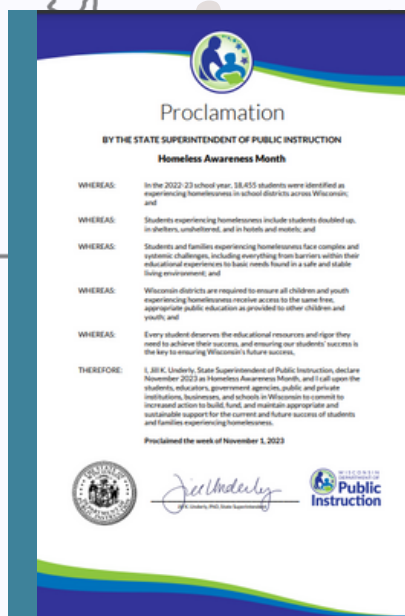 Proclamation
BY THE STATE SUPERINTENDENT OF PUBLIC INSTRUCTION
Homeless Awareness Month
WHEREAS: In the 2022-23 school year, 18,455 students were identified as
experiencing homelessness in school districts across Wisconsin;
and
WHEREAS: Students experiencing homelessness include students doubled up,
in shelters, unsheltered, and in hotels and motels; and
WHEREAS: Students and families experiencing homelessness face complex and
systemic challenges, including everything from barriers within their
educational experiences to basic needs found in a safe and stable
living environment; and
WHEREAS: Wisconsin districts are required to ensure all children and youth
experiencing homelessness receive access to the same free,
appropriate public education as provided to other children and
youth; and
WHEREAS: Every student deserves the educational resources and rigor they
need to achieve their success, and ensuring our students' success is
the key to ensuring Wisconsin's future success,
THEREFORE: I, Jill K. Underly, State Superintendent of Public Instruction, declare
November 2023 as Homeless Awareness Month, and I call upon the
students, educators, government agencies, public and private
institutions, businesses, and schools in Wisconsin to commit to
increased action to build, fund, and maintain appropriate and
sustainable support for the current and future success of students
and families experiencing homelessness.
Proclaimed the week of November 1, 2023
Jill Underly
Jill K. Underly, PhD, State Superintendent
WISCONSIN
DEPARTMENT OF
Public
Instruction